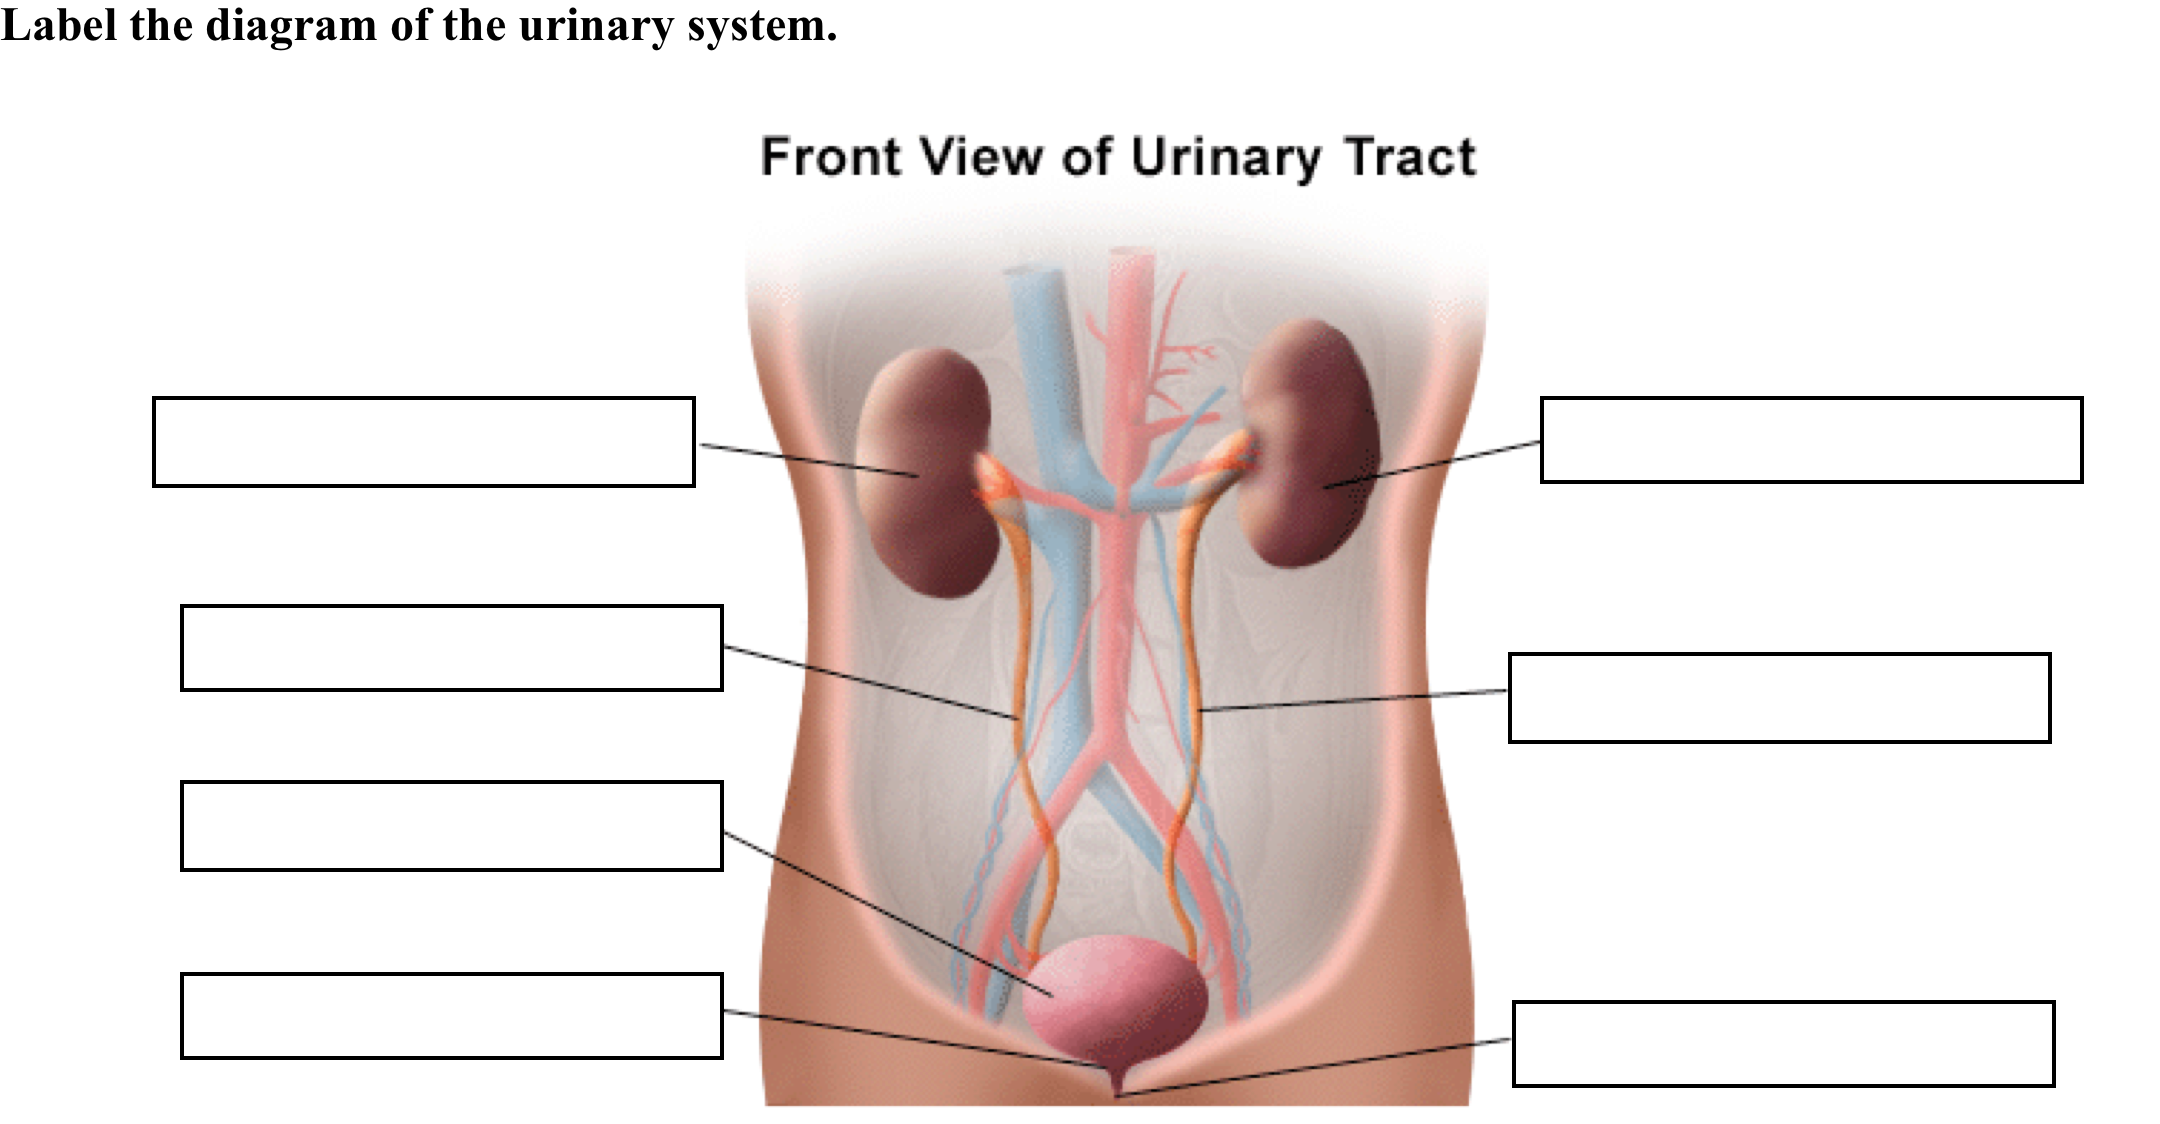 Label the diagram of the urinary system.
Front View of Urinary Tract